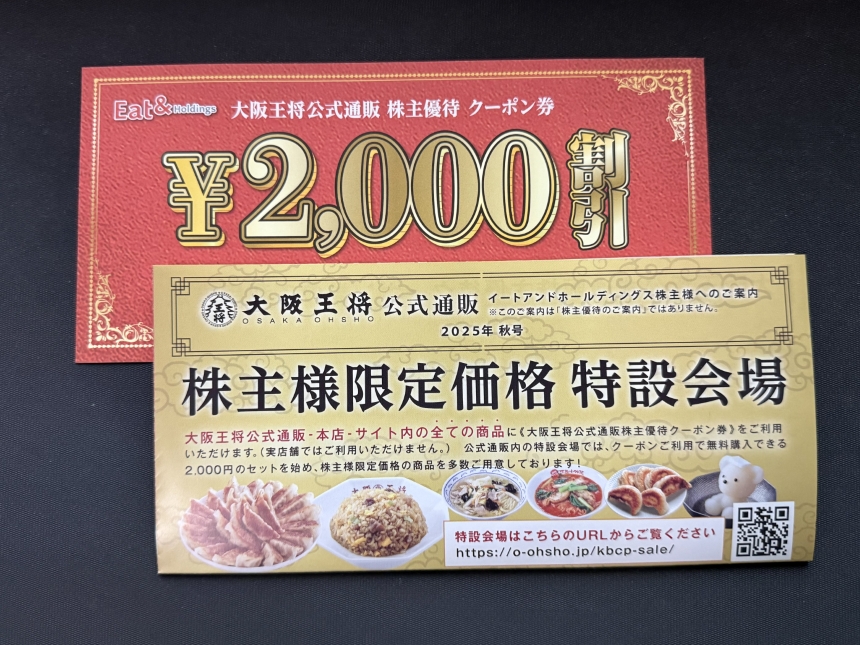 Eat& Holdings 大阪王将公式通販 株主優待 クーポン券
¥2,000割引
大阪王将 公式通販 イートアンドホールディングス株主様へのご案内
OSAKA OHSHO ※このご案内は「株主優待のご案内」ではありません。
2025年 秋号
株主様限定価格 特設会場
大阪王将公式通販・本店・サイト内の全ての商品に《大阪王将公式通販株主優待クーポン券》をご利用
いただけます。(実店舗ではご利用いただけません。) 公式通販内の特設会場では、クーポンご利用で無料購入できる
2,000円のセットを始め、株主様限定価格の商品を多数ご用意しております!
大阪王将
特設会場はこちらのURLからご覧ください
https://o-ohsho.jp/kbcp-sale/